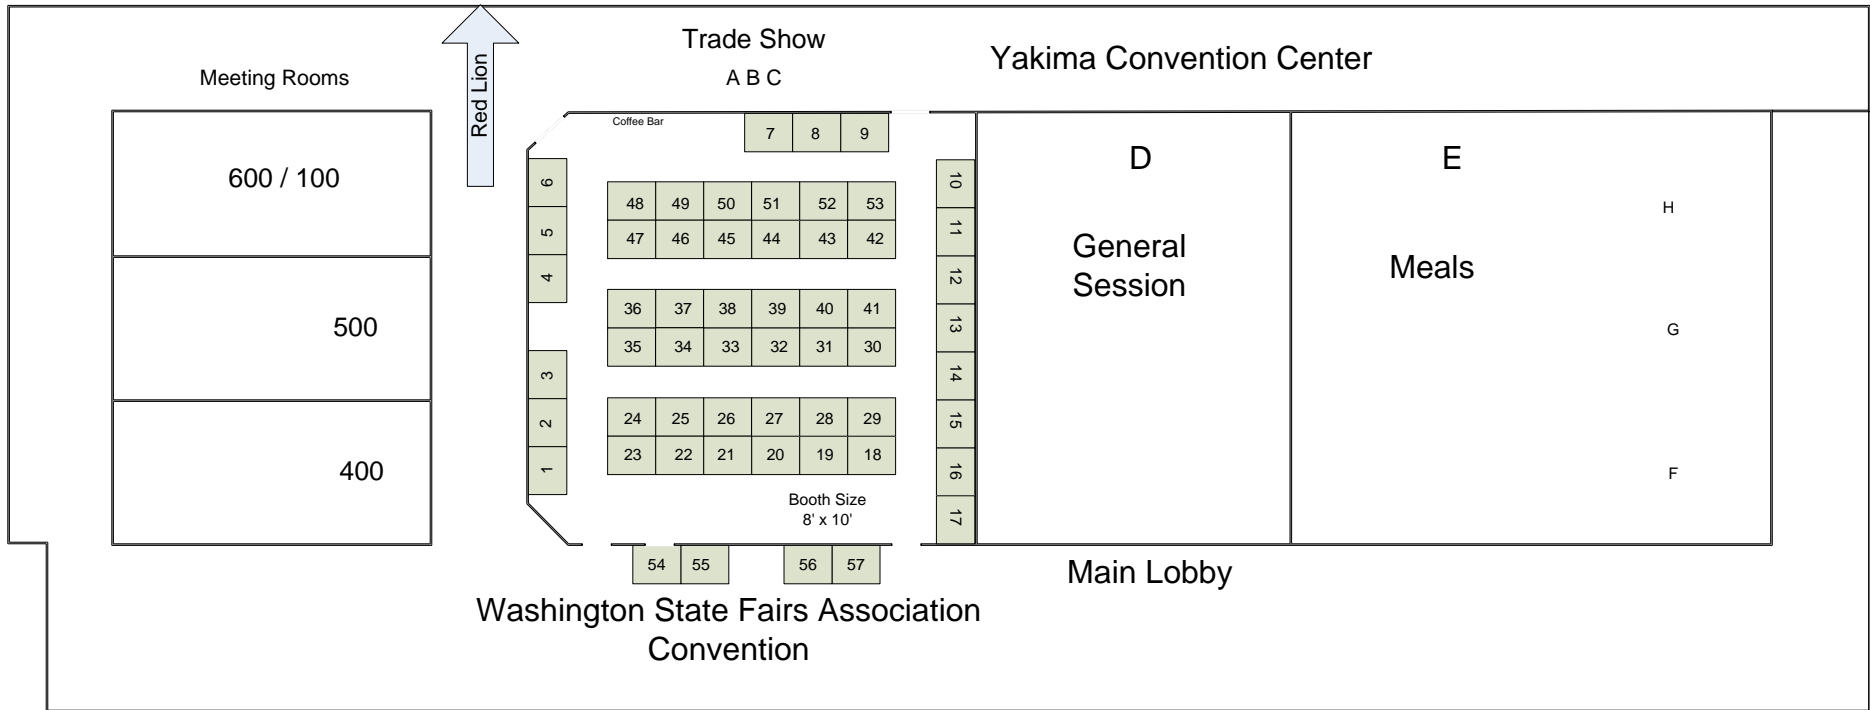 Trade Show
Yakima Convention Center
Meeting Rooms
A B C
Red Lion
Coffee Bar
7 8 9
600 / 100
500
400
6
5
4
3
2
1
48 49 50 51 52 53
47 46 45 44 43 42
36 37 38 39 40 41
35 34 33 32 31 30
24 25 26 27 28 29
23 22 21 20 19 18
Booth Size
8' x 10'
10
11
12
13
14
15
16
17
D
General
Session
E
Meals
H
G
F
54 55 56 57
Main Lobby
Washington State Fairs Association
Convention